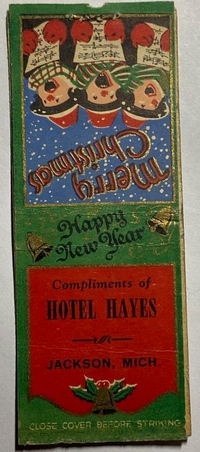 Merry
Christmas
Happy
New Year
Compliments of
HOTEL HAYES
JACKSON, MICH.
CLOSE COVER BEFORE STRIKING